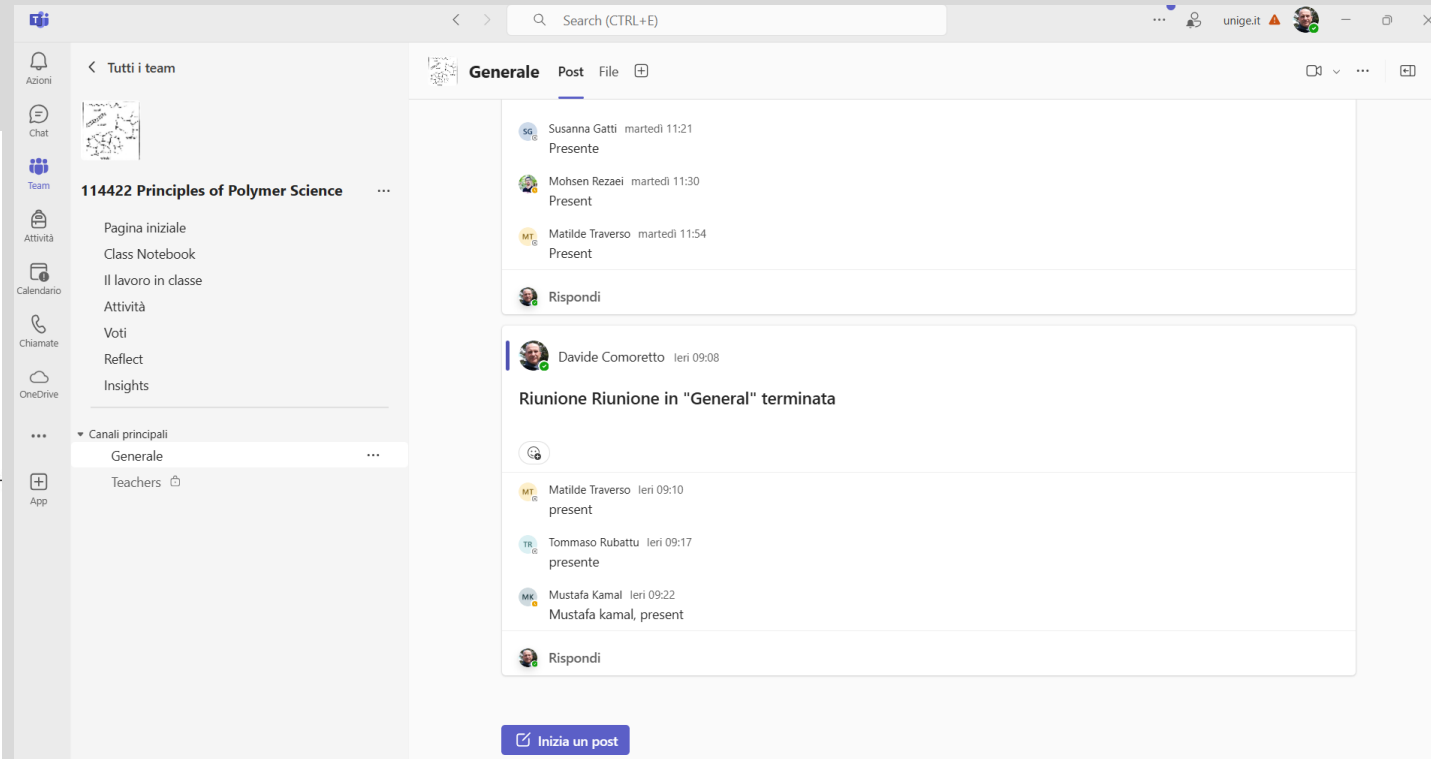 Search (CTRL+E)
unige.it
Azioni
Chat
Team
Attività
Calendario
Chiamate
OneDrive
App
Tutti i team
114422 Principles of Polymer Science
Pagina iniziale
Class Notebook
Il lavoro in classe
Attività
Voti
Reflect
Insights
Canali principali
Generale
Teachers
Generale Post File
SG Susanna Gatti martedì 11:21
Presente
Mohsen Rezaei martedì 11:30
Present
MT Matilde Traverso martedì 11:54
Present
Rispondi
Davide Comoretto Ieri 09:08
Riunione Riunione in "General" terminata
MT Matilde Traverso Ieri 09:10
present
TR Tommaso Rubattu Ieri 09:17
presente
MK Mustafa Kamal Ieri 09:22
Mustafa kamal, present
Rispondi
Inizia un post